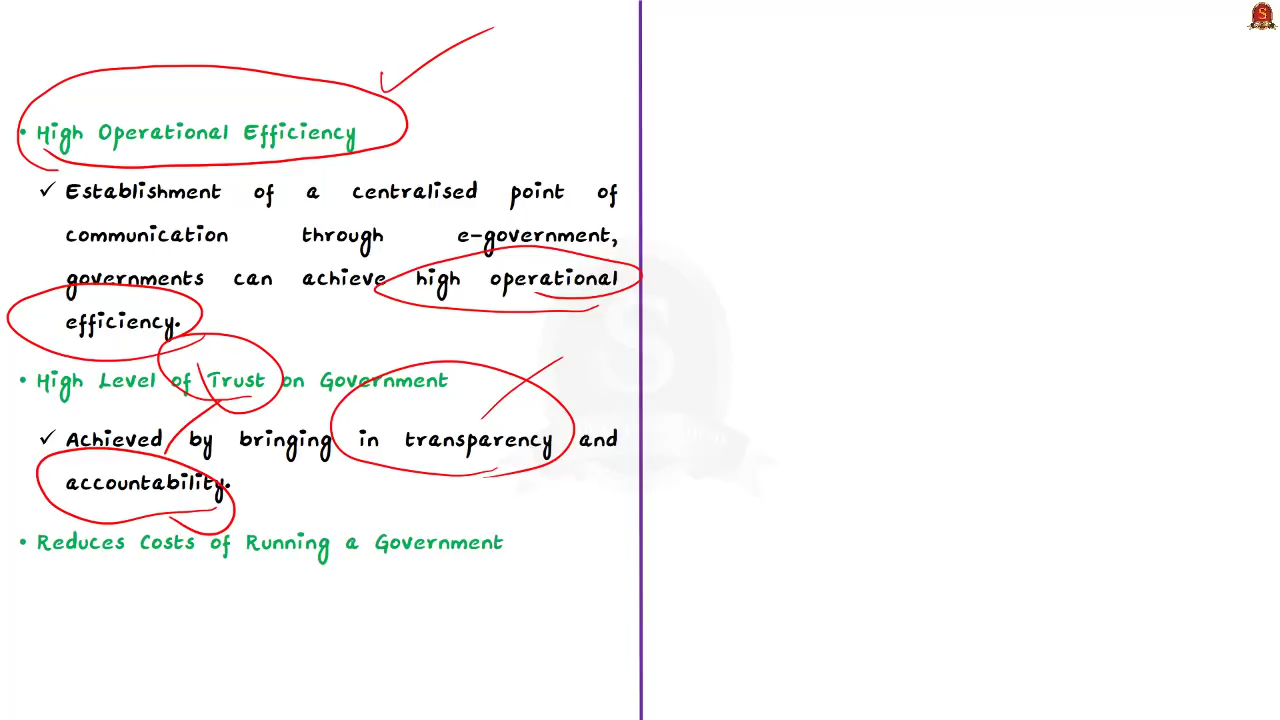 • High Operational Efficiency
✓ Establishment of a centralised point of
communication through e-government,
governments can achieve high operational
efficiency.
• High Level of Trust on Government
✓ Achieved by bringing in transparency and
accountability.
• Reduces Costs of Running a Government
S